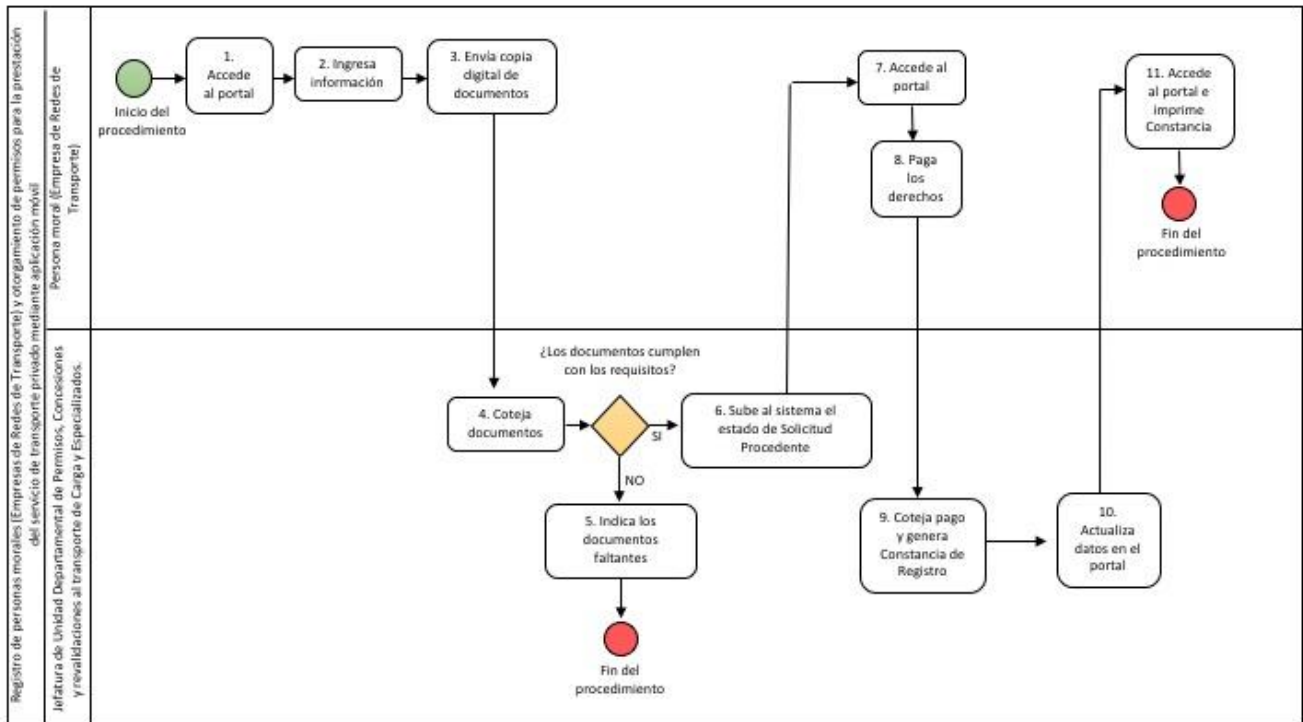 Registro de personas morales (Empresas de Redes de Transporte) y otorgamiento de permisos para la prestación
del servicio de transporte privado mediante aplicación móvil
Persona moral (Empresa de Redes de
Transporte)
Inicio del
procedimiento
1.
Accede
al portal
2. Ingresa
información
3. Envía copia
digital de
documentos
7. Accede al
portal
8. Paga
los
derechos
11. Accede
al portal e
imprime
Constancia
Fin del
procedimiento
Jefatura de Unidad Departamental de Permisos, Concesiones
y revalidaciones al transporte de Carga y Especializados.
4. Coteja
documentos
¿Los documentos cumplen
con los requisitos?
SI
NO
5. Indica los
documentos
faltantes
Fin del
procedimiento
6. Sube al sistema el
estado de Solicitud
Procedente
9. Coteja pago
y genera
Constancia de
Registro
10.
Actualiza
datos en el
portal